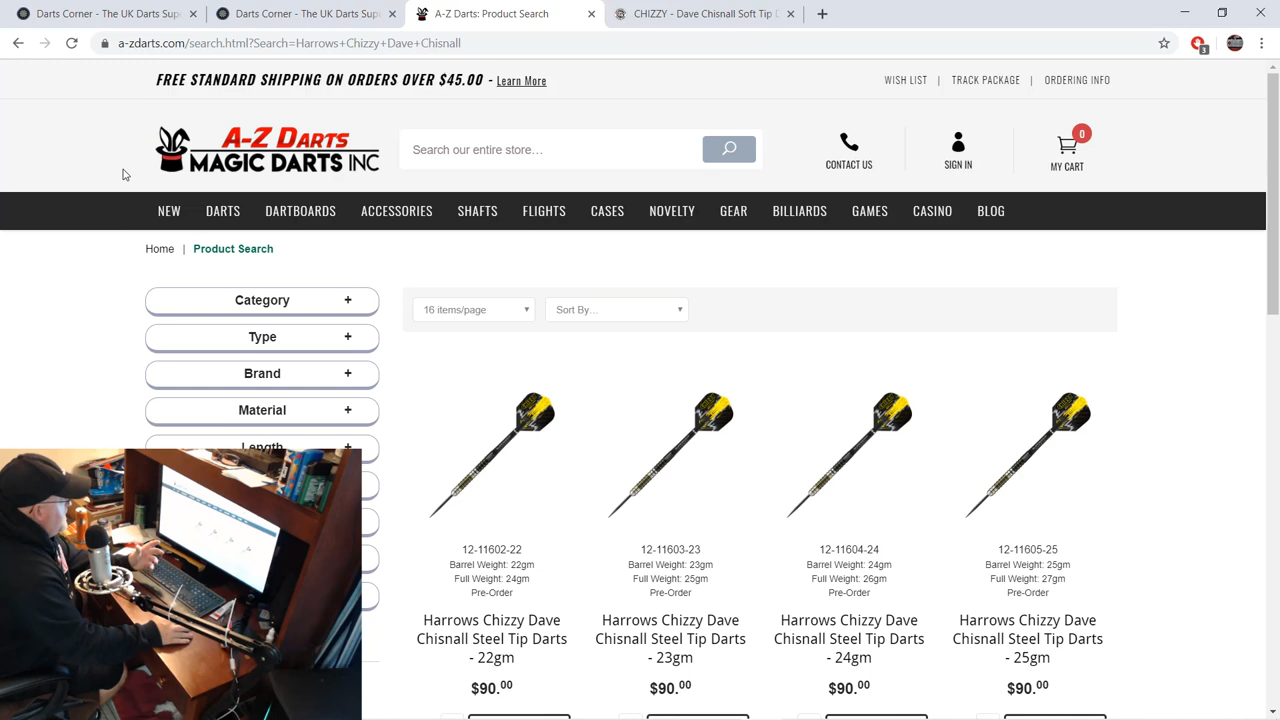 Darts Corner - The UK Darts Sup
Darts Corner - The UK Darts Sup
A-Z Darts: Product Search
CHIZZY - Dave Chisnall Soft Tip D
a-zdarts.com/search.html?Search=Harrows+Chizzy+Dave+Chisnall
3
FREE STANDARD SHIPPING ON ORDERS OVER $45.00 - Learn More
WISH LIST | TRACK PACKAGE | ORDERING INFO
A-Z DARTS
MAGIC DARTS INC
Search our entire store...
CONTACT US
SIGN IN
0
MY CART
NEW DARTS DARTBOARDS ACCESSORIES SHAFTS FLIGHTS CASES NOVELTY GEAR BILLIARDS GAMES CASINO BLOG
Home | Product Search
Category +
Type +
Brand +
Material +
Length +
16 items/page
Sort By...
12-11602-22
Barrel Weight: 22gm
Full Weight: 24gm
Pre-Order
Harrows Chizzy Dave
Chisnall Steel Tip Darts
- 22gm
$90.00
12-11603-23
Barrel Weight: 23gm
Full Weight: 25gm
Pre-Order
Harrows Chizzy Dave
Chisnall Steel Tip Darts
- 23gm
$90.00
12-11604-24
Barrel Weight: 24gm
Full Weight: 26gm
Pre-Order
Harrows Chizzy Dave
Chisnall Steel Tip Darts
- 24gm
$90.00
12-11605-25
Barrel Weight: 25gm
Full Weight: 27gm
Pre-Order
Harrows Chizzy Dave
Chisnall Steel Tip Darts
- 25gm
$90.00